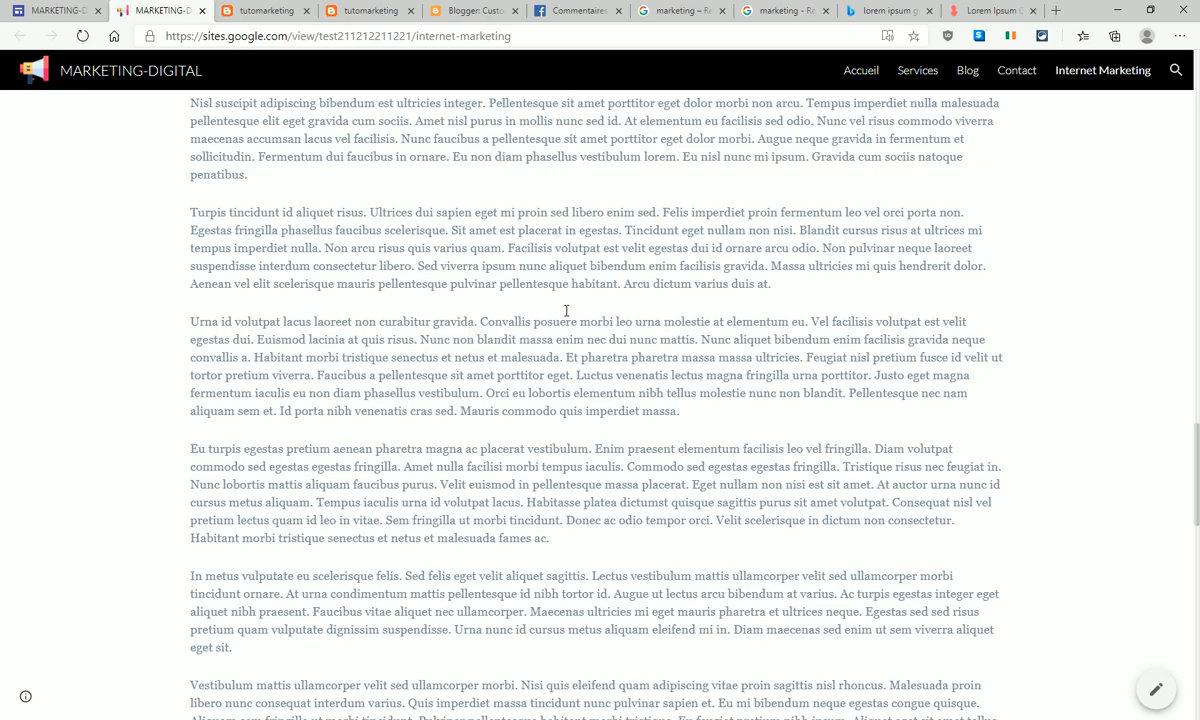 MARKETING-D
MARKETING-D
tutomarketing
tutomarketing
Blogger: Custo
Commentaires
marketing – Re
marketing - Re
lorem ipsum g
Lorem Ipsum G
https://sites.google.com/view/test211212211221/internet-marketing
MARKETING-DIGITAL
Accueil
Services
Blog
Contact
Internet Marketing
Nisl suscipit adipiscing bibendum est ultricies integer. Pellentesque sit amet porttitor eget dolor morbi non arcu. Tempus imperdiet nulla malesuada
pellentesque elit eget gravida cum sociis. Amet nisl purus in mollis nunc sed id. At elementum eu facilisis sed odio. Nunc vel risus commodo viverra
maecenas accumsan lacus vel facilisis. Nunc faucibus a pellentesque sit amet porttitor eget dolor morbi. Augue neque gravida in fermentum et
sollicitudin. Fermentum dui faucibus in ornare. Eu non diam phasellus vestibulum lorem. Eu nisl nunc mi ipsum. Gravida cum sociis natoque
penatibus.
Turpis tincidunt id aliquet risus. Ultrices dui sapien eget mi proin sed libero enim sed. Felis imperdiet proin fermentum leo vel orci porta non.
Egestas fringilla phasellus faucibus scelerisque. Sit amet est placerat in egestas. Tincidunt eget nullam non nisi. Blandit cursus risus at ultrices mi
tempus imperdiet nulla. Non arcu risus quis varius quam. Facilisis volutpat est velit egestas dui id ornare arcu odio. Non pulvinar neque laoreet
suspendisse interdum consectetur libero. Sed viverra ipsum nunc aliquet bibendum enim facilisis gravida. Massa ultricies mi quis hendrerit dolor.
Aenean vel elit scelerisque mauris pellentesque pulvinar pellentesque habitant. Arcu dictum varius duis at.
Urna id volutpat lacus laoreet non curabitur gravida. Convallis posuere morbi leo urna molestie at elementum eu. Vel facilisis volutpat est velit
egestas dui. Euismod lacinia at quis risus. Nunc non blandit massa enim nec dui nunc mattis. Nunc aliquet bibendum enim facilisis gravida neque
convallis a. Habitant morbi tristique senectus et netus et malesuada. Et pharetra pharetra massa massa ultricies. Feugiat nisl pretium fusce id velit ut
tortor pretium viverra. Faucibus a pellentesque sit amet porttitor eget. Luctus venenatis lectus magna fringilla urna porttitor. Justo eget magna
fermentum iaculis eu non diam phasellus vestibulum. Orci eu lobortis elementum nibh tellus molestie nunc non blandit. Pellentesque nec nam
aliquam sem et. Id porta nibh venenatis cras sed. Mauris commodo quis imperdiet massa.
Eu turpis egestas pretium aenean pharetra magna ac placerat vestibulum. Enim praesent elementum facilisis leo vel fringilla. Diam volutpat
commodo sed egestas egestas fringilla. Amet nulla facilisi morbi tempus iaculis. Commodo sed egestas egestas fringilla. Tristique risus nec feugiat in.
Nunc lobortis mattis aliquam faucibus purus. Velit euismod in pellentesque massa placerat. Eget nullam non nisi est sit amet. At auctor urna nunc id
cursus metus aliquam. Tempus iaculis urna id volutpat lacus. Habitasse platea dictumst quisque sagittis purus sit amet volutpat. Consequat nisl vel
pretium lectus quam id leo in vitae. Sem fringilla ut morbi tincidunt. Donec ac odio tempor orci. Velit scelerisque in dictum non consectetur.
Habitant morbi tristique senectus et netus et malesuada fames ac.
In metus vulputate eu scelerisque felis. Sed felis eget velit aliquet sagittis. Lectus vestibulum mattis ullamcorper velit sed ullamcorper morbi
tincidunt ornare. At urna condimentum mattis pellentesque id nibh tortor id. Augue ut lectus arcu bibendum at varius. Ac turpis egestas integer eget
aliquet nibh praesent. Faucibus vitae aliquet nec ullamcorper. Maecenas ultricies mi eget mauris pharetra et ultrices neque. Egestas sed sed risus
pretium quam vulputate dignissim suspendisse. Urna nunc id cursus metus aliquam eleifend mi in. Diam maecenas sed enim ut sem viverra aliquet
eget sit.
Vestibulum mattis ullamcorper velit sed ullamcorper morbi. Nisi quis eleifend quam adipiscing vitae proin sagittis nisl rhoncus. Malesuada proin
libero nunc consequat interdum varius. Quis imperdiet massa tincidunt nunc pulvinar sapien et. Eu mi bibendum neque egestas congue quisque.